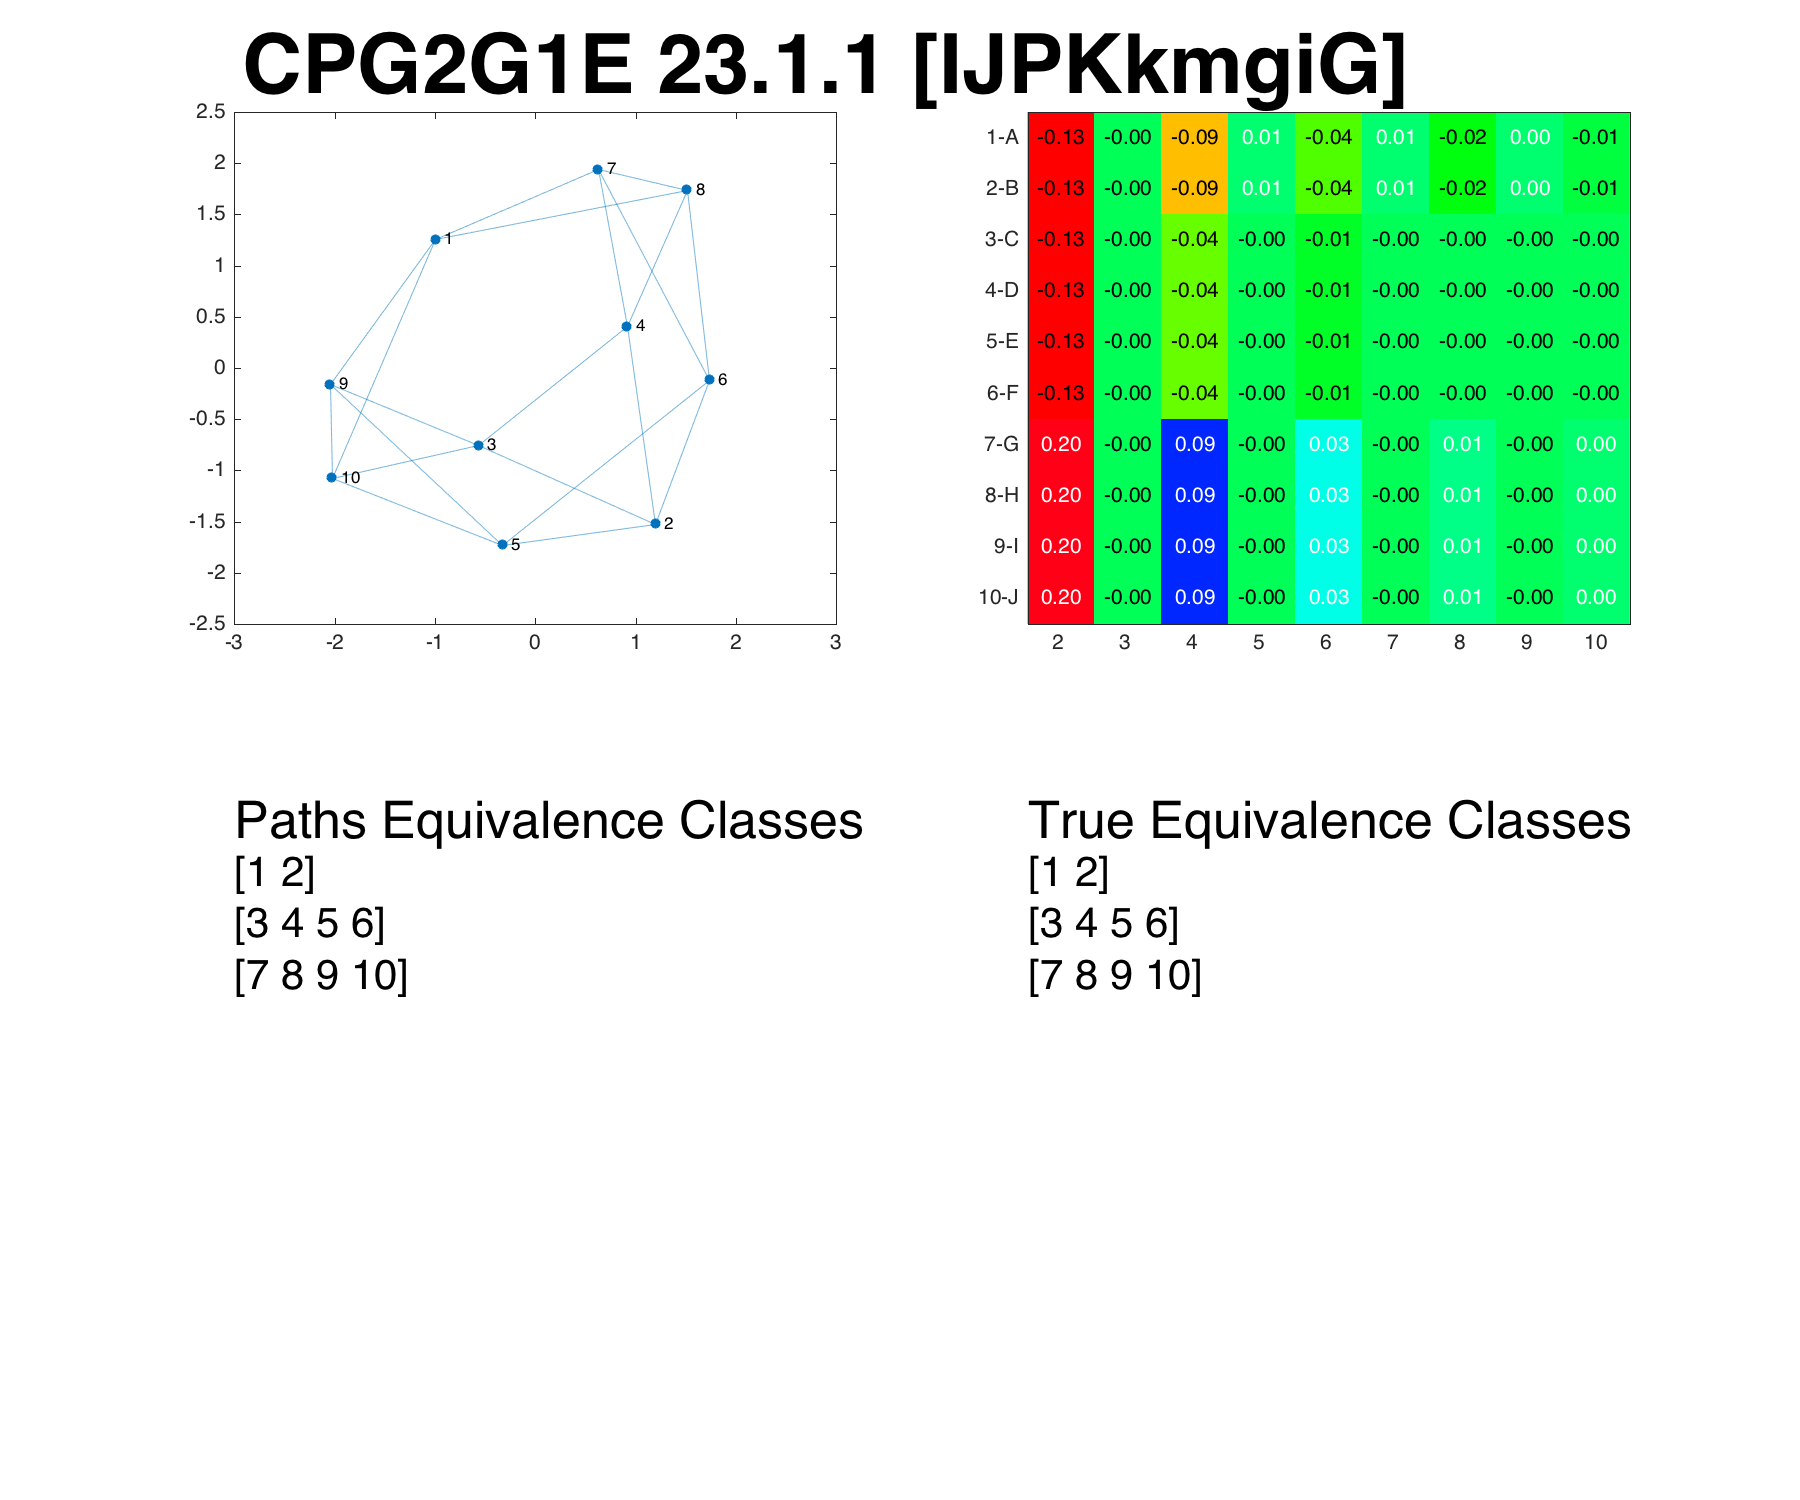 CPG2G1E 23.1.1 [IJPKkmgiG]
2.5
2
1.5
1
0.5
0
-0.5
-1
-1.5
-2
-2.5
-3 -2 -1 0 1 2 3
7
8
1
4
9
6
3
10
2
5
1-A -0.13 -0.00 -0.09 0.01 -0.04 0.01 -0.02 0.00 -0.01
2-B -0.13 -0.00 -0.09 0.01 -0.04 0.01 -0.02 0.00 -0.01
3-C -0.13 -0.00 -0.04 -0.00 -0.01 -0.00 -0.00 -0.00 -0.00
4-D -0.13 -0.00 -0.04 -0.00 -0.01 -0.00 -0.00 -0.00 -0.00
5-E -0.13 -0.00 -0.04 -0.00 -0.01 -0.00 -0.00 -0.00 -0.00
6-F -0.13 -0.00 -0.04 -0.00 -0.01 -0.00 -0.00 -0.00 -0.00
7-G 0.20 -0.00 0.09 -0.00 0.03 -0.00 0.01 -0.00 0.00
8-H 0.20 -0.00 0.09 -0.00 0.03 -0.00 0.01 -0.00 0.00
9-I 0.20 -0.00 0.09 -0.00 0.03 -0.00 0.01 -0.00 0.00
10-J 0.20 -0.00 0.09 -0.00 0.03 -0.00 0.01 -0.00 0.00
2 3 4 5 6 7 8 9 10
Paths Equivalence Classes
[1 2]
[3 4 5 6]
[7 8 9 10]
True Equivalence Classes
[1 2]
[3 4 5 6]
[7 8 9 10]